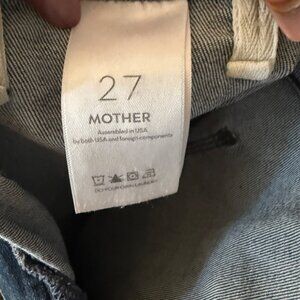 27
MOTHER
Assembled in USA
by both USA and foreign components
DO YOUR OWN LAUNDRY